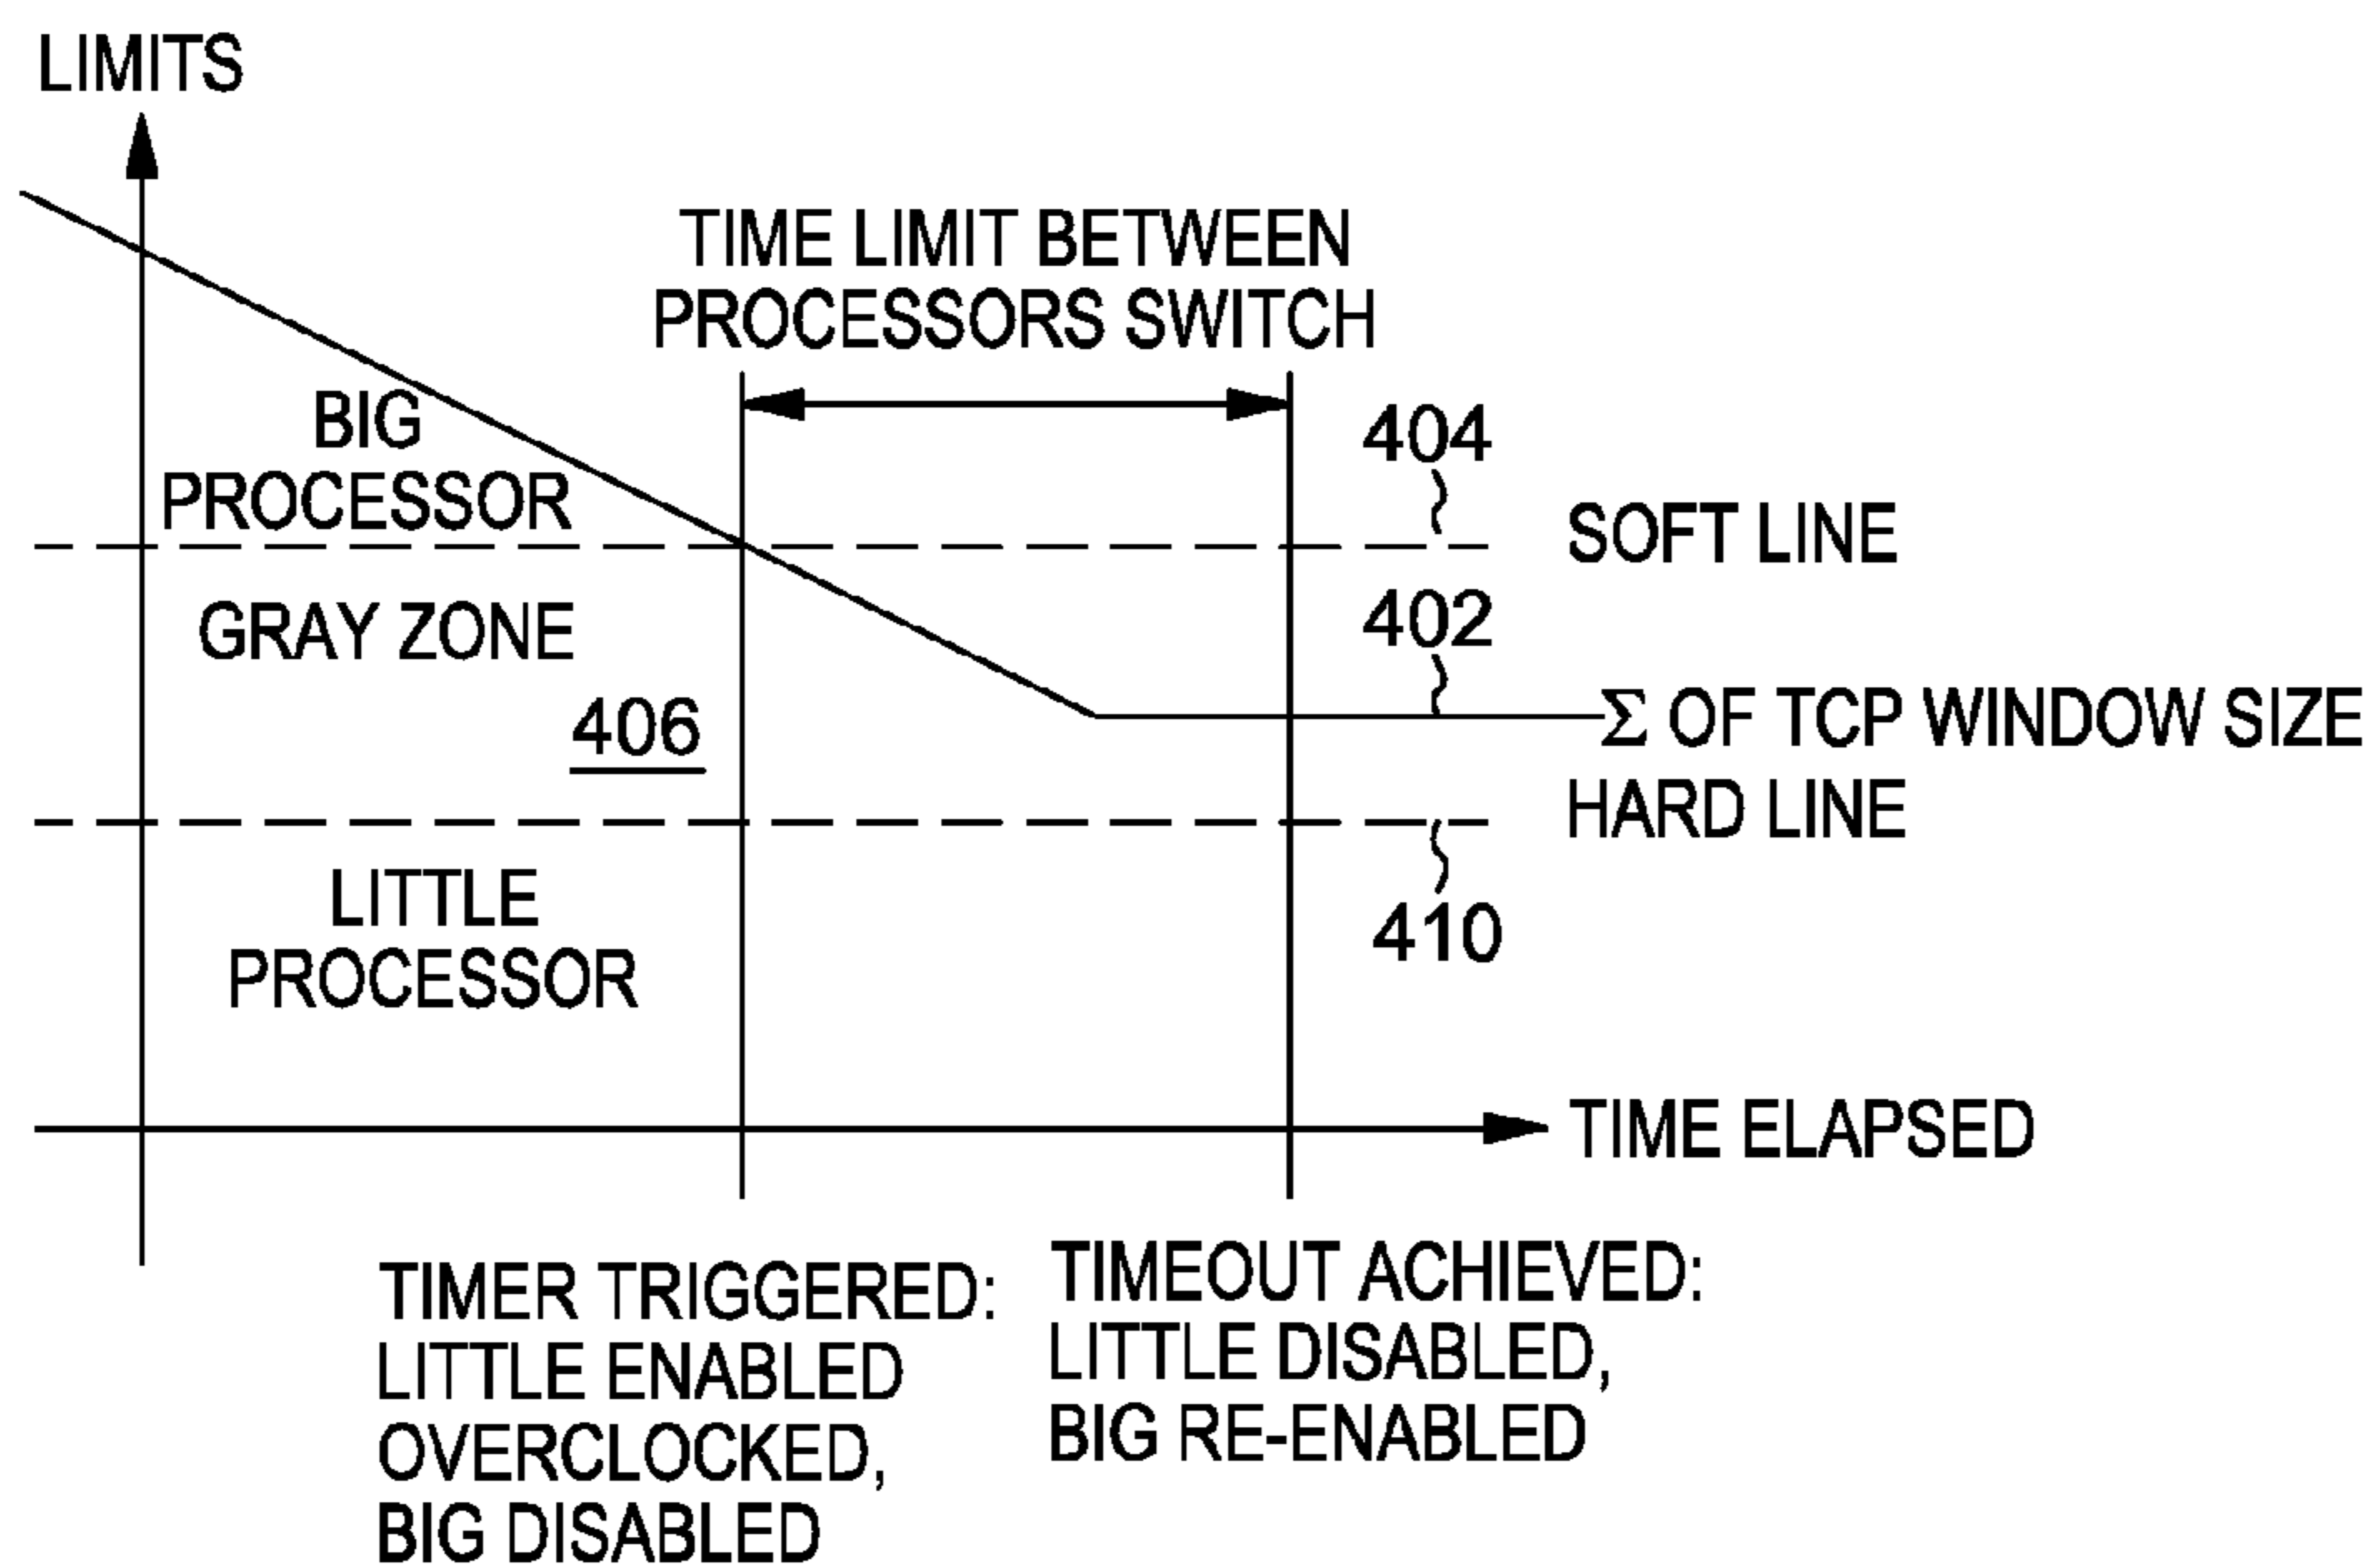 LIMITS
TIME LIMIT BETWEEN
PROCESSORS SWITCH
BIG
PROCESSOR
404
SOFT LINE
GRAY ZONE
402
406
Σ OF TCP WINDOW SIZE
HARD LINE
LITTLE
PROCESSOR
410
TIME ELAPSED
TIMER TRIGGERED:
LITTLE ENABLED
OVERCLOCKED,
BIG DISABLED
TIMEOUT ACHIEVED:
LITTLE DISABLED,
BIG RE-ENABLED